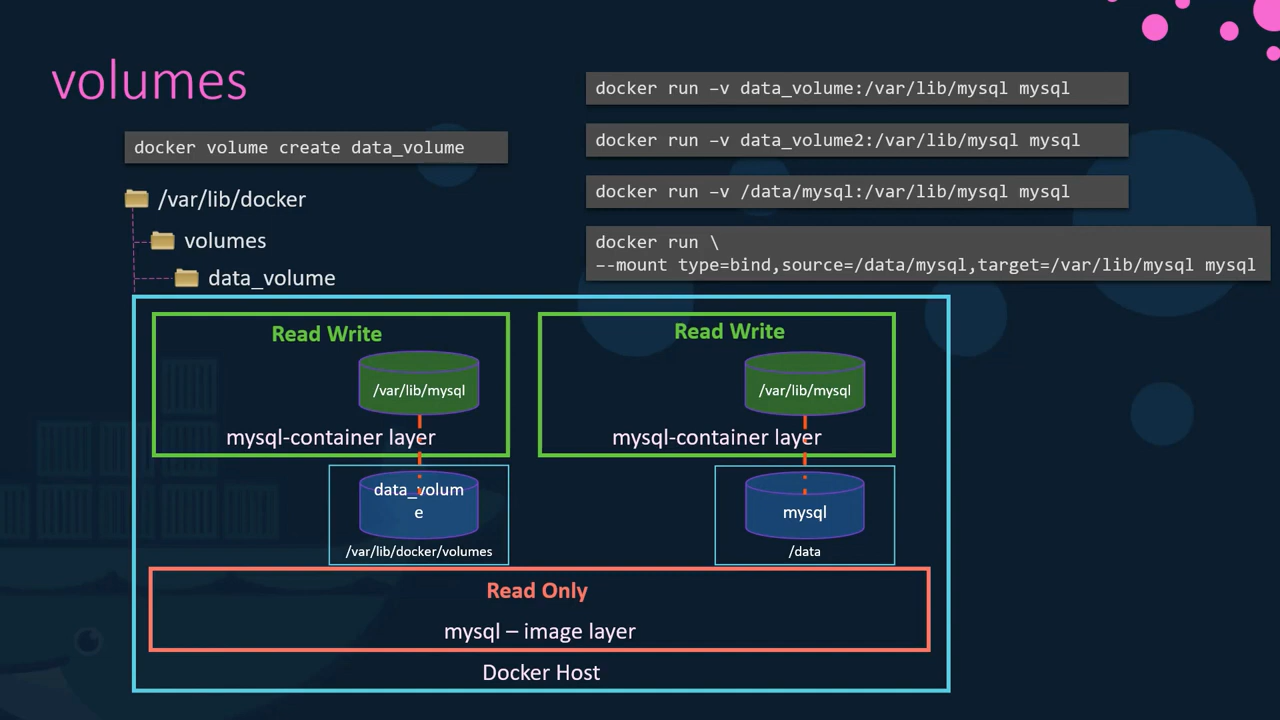 volumes
docker volume create data_volume
/var/lib/docker
volumes
data_volume
docker run –v data_volume:/var/lib/mysql mysql
docker run –v data_volume2:/var/lib/mysql mysql
docker run –v /data/mysql:/var/lib/mysql mysql
docker run \
--mount type=bind,source=/data/mysql,target=/var/lib/mysql mysql
Read Write
/var/lib/mysql
mysql-container layer
data_volum
e
/var/lib/docker/volumes
Read Write
/var/lib/mysql
mysql-container layer
mysql
/data
Read Only
mysql – image layer
Docker Host